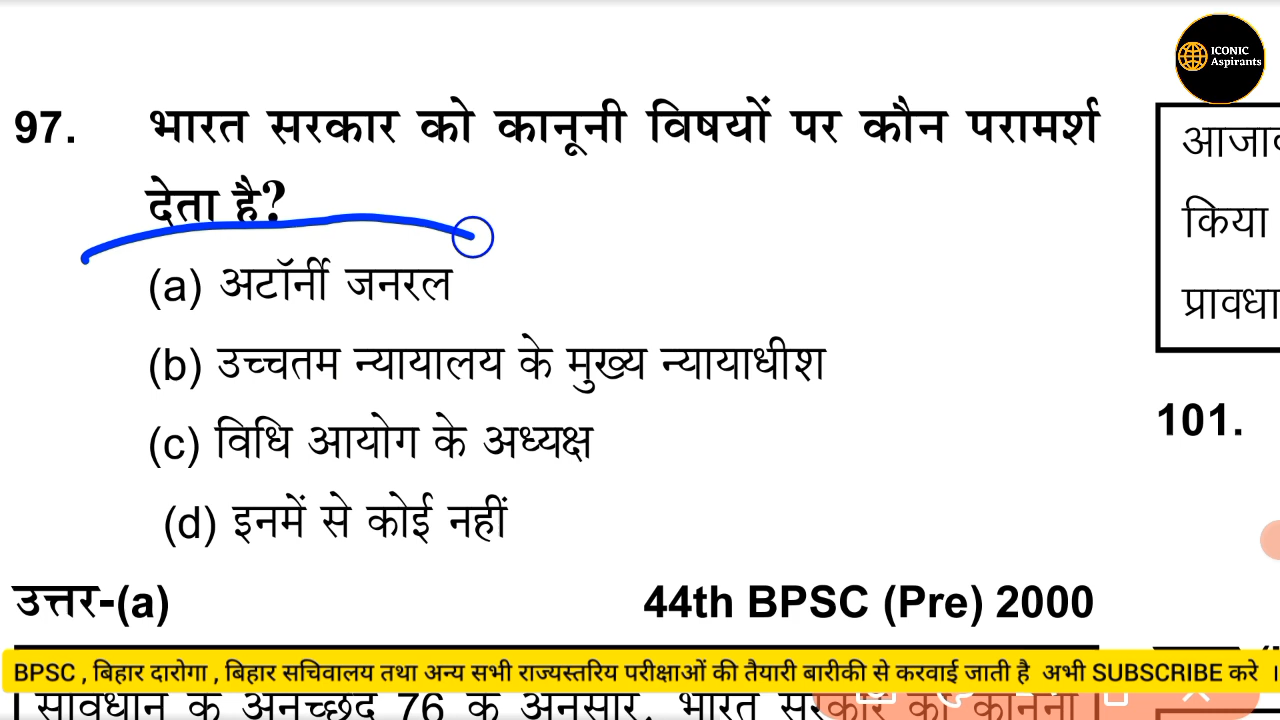 ICONIC
Aspirants
97. भारत सरकार को कानूनी विषयों पर कौन परामर्श
देता है?
(a) अटॉर्नी जनरल
(b) उच्चतम न्यायालय के मुख्य न्यायाधीश
(c) विधि आयोग के अध्यक्ष
(d) इनमें से कोई नहीं
उत्तर-(a) 44th BPSC (Pre) 2000
BPSC , बिहार दारोगा , बिहार सचिवालय तथा अन्य सभी राज्यस्तरिय परीक्षाओं की तैयारी बारीकी से करवाई जाती है अभी SUBSCRIBE करे ।
के अनुच्छेद 76 के अनुसार, भारत सरकार को कानूनी
किया
101.